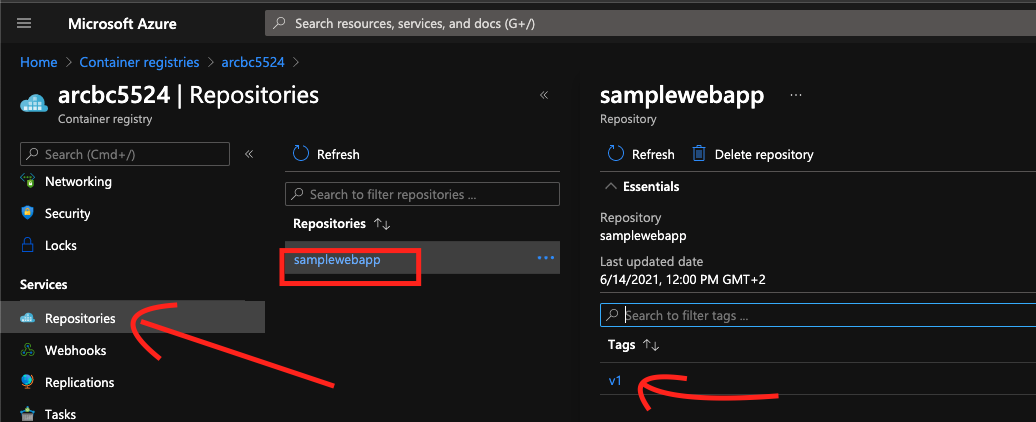 Microsoft Azure
Search resources, services, and docs (G+/)
Home > Container registries > arcbc5524 >
arcbc5524 | Repositories
Container registry
«
Search (Cmd+/)
«
Networking
Security
Locks
Services
Repositories
Webhooks
Replications
Tasks
Refresh
Search to filter repositories ...
Repositories ↑↓
samplewebapp ...
samplewebapp ...
Repository
Refresh Delete repository
Essentials
Repository
samplewebapp
Last updated date
6/14/2021, 12:00 PM GMT+2
Search to filter tags ...
Tags ↑↓
v1